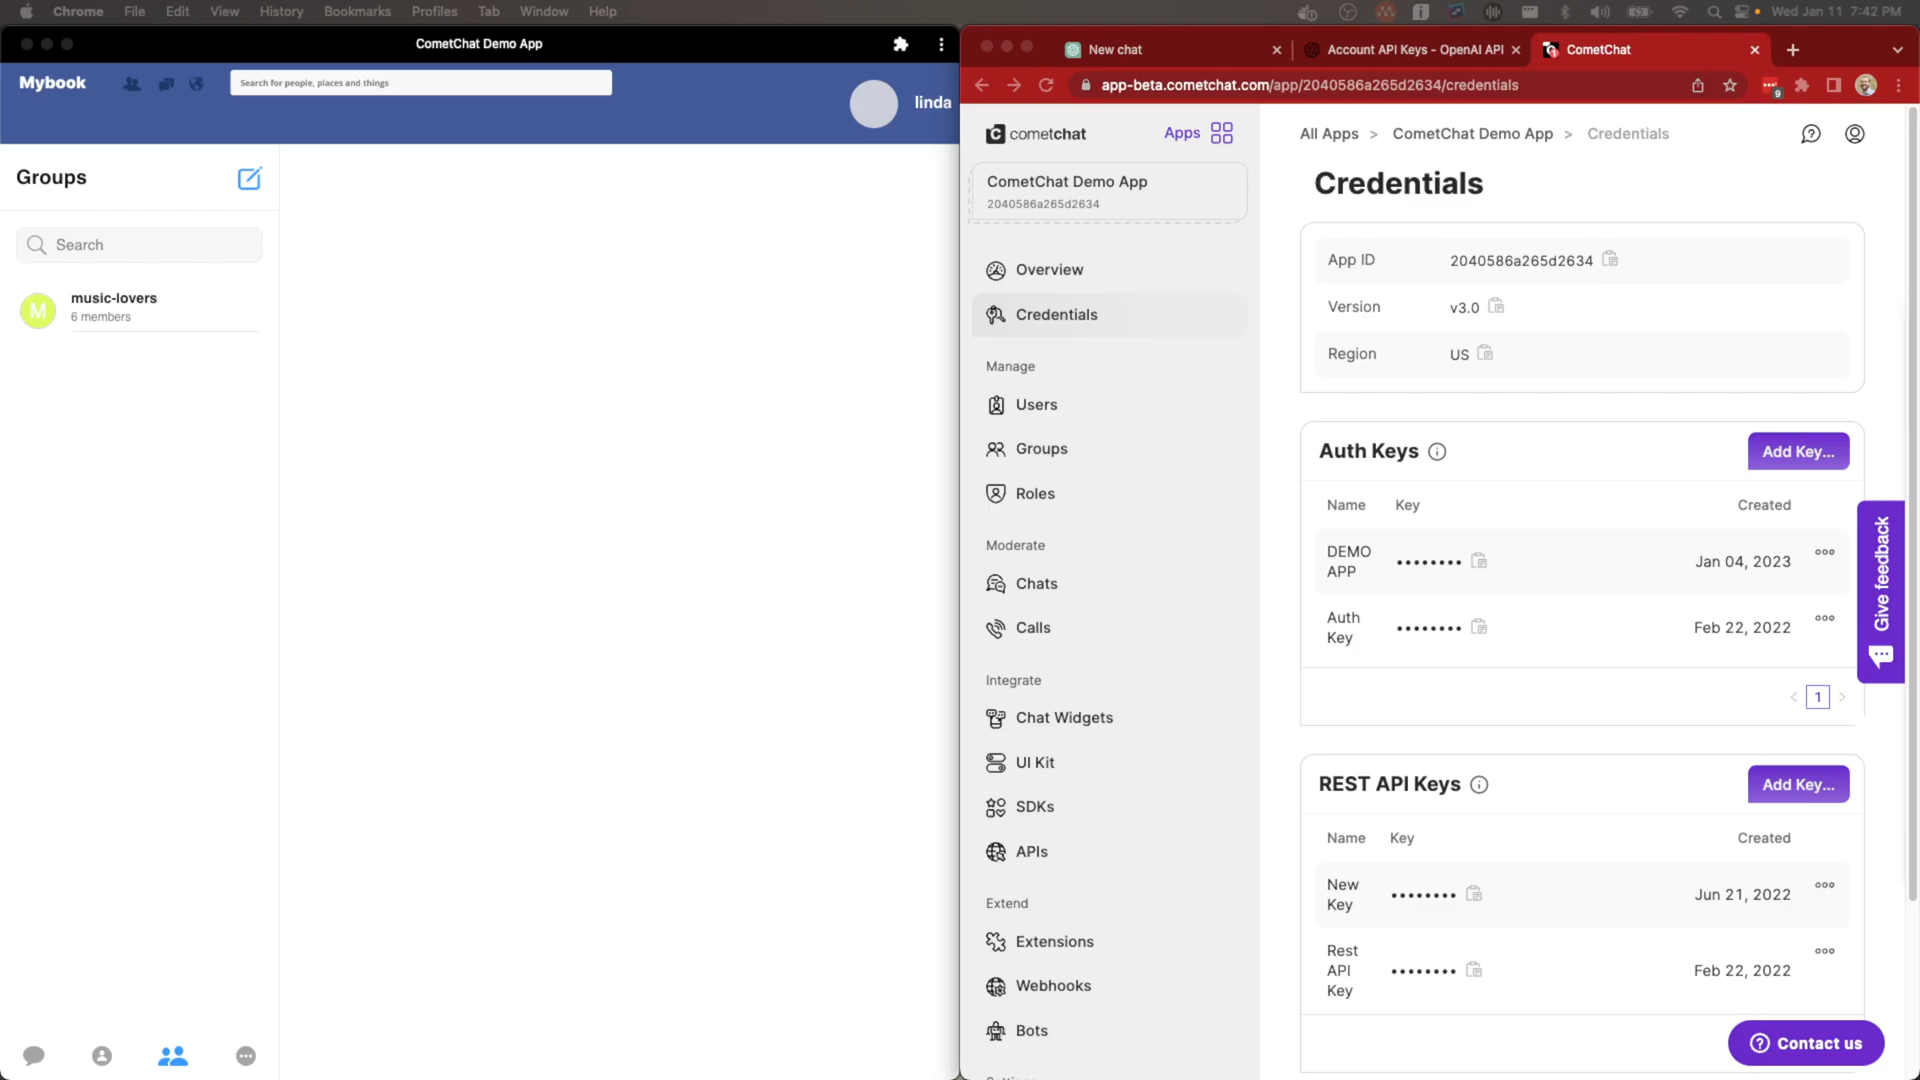 Chrome File Edit View History Bookmarks Profiles Tab Window Help
Wed Jan 11 7:42 PM
CometChat Demo App
Mybook
Search for people, places and things
linda
Groups
Search
M
music-lovers
6 members
New chat
Account API Keys - OpenAI API
CometChat
app-beta.cometchat.com/app/2040586a265d2634/credentials
9
cometchat
Apps
CometChat Demo App
2040586a265d2634
Overview
Credentials
Manage
Users
Groups
Roles
Moderate
Chats
Calls
Integrate
Chat Widgets
UI Kit
SDKs
APIs
Extend
Extensions
Webhooks
Bots
All Apps > CometChat Demo App > Credentials
Credentials
App ID 2040586a265d2634
Version v3.0
Region US
Auth Keys
Add Key...
Name Key Created
DEMO APP •••••••• Jan 04, 2023
Auth Key •••••••• Feb 22, 2022
< 1 >
REST API Keys
Add Key...
Name Key Created
New Key •••••••• Jun 21, 2022
Rest API Key •••••••• Feb 22, 2022
Give feedback
Contact us